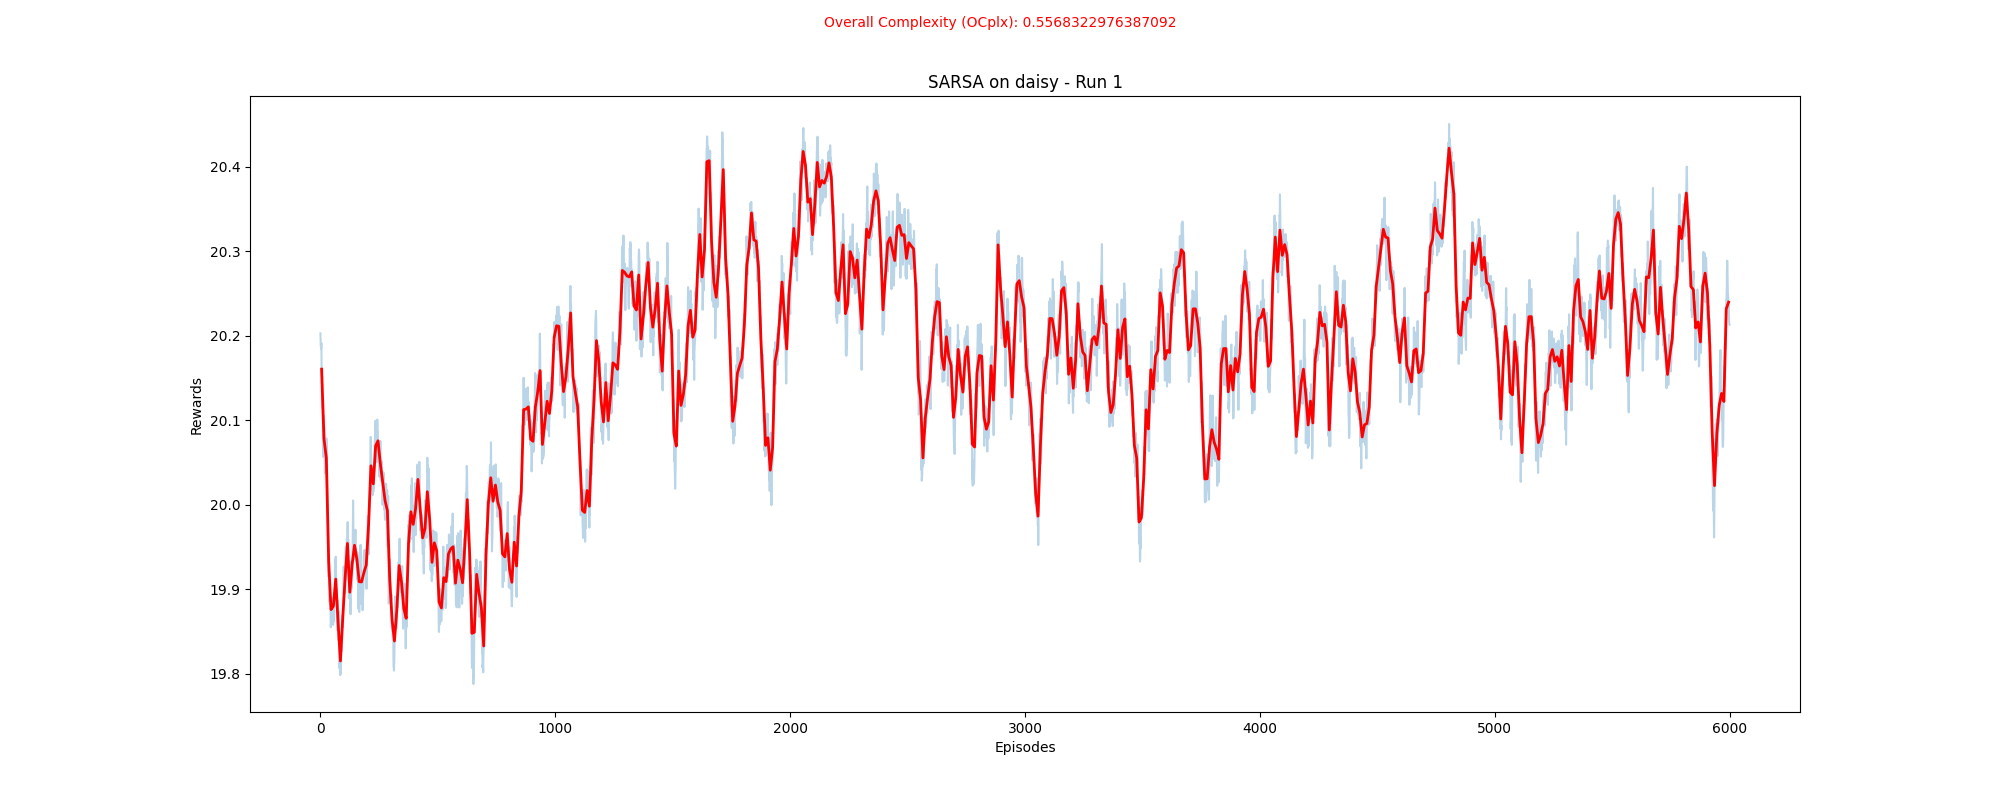 Overall Complexity (OCplx): 0.5568322976387092
SARSA on daisy - Run 1
Rewards
20.4
20.3
20.2
20.1
20.0
19.9
19.8
0 1000 2000 3000 4000 5000 6000
Episodes